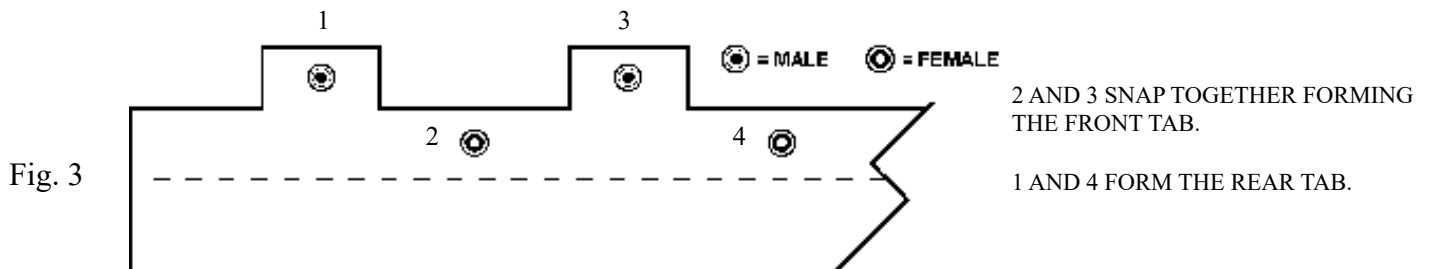 1
3
= MALE
= FEMALE
2 AND 3 SNAP TOGETHER FORMING
THE FRONT TAB.
2
4
Fig. 3
1 AND 4 FORM THE REAR TAB.